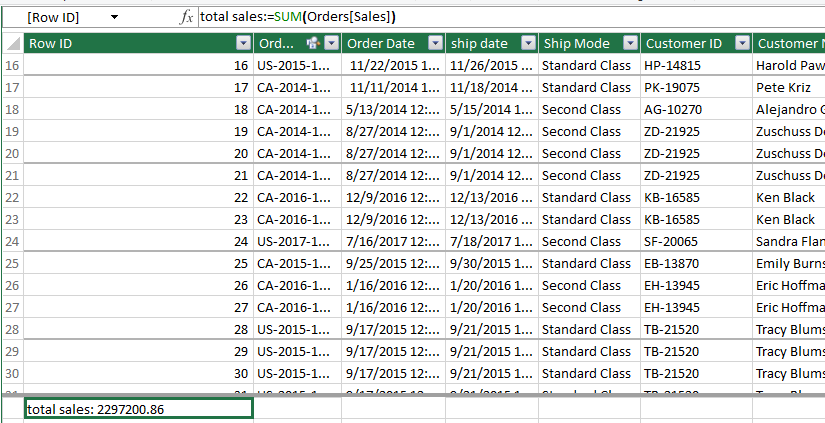 [Row ID] fx total sales:=SUM(Orders[Sales])
Row ID Ord... Order Date ship date Ship Mode Customer ID Customer N
16 16 US-2015-1... 11/22/2015 1... 11/26/2015 ... Standard Class HP-14815 Harold Paw
17 17 CA-2014-1... 11/11/2014 1... 11/18/2014 ... Standard Class PK-19075 Pete Kriz
18 18 CA-2014-1... 5/13/2014 12:... 5/15/2014 1... Second Class AG-10270 Alejandro G
19 19 CA-2014-1... 8/27/2014 12:... 9/1/2014 12... Second Class ZD-21925 Zuschuss Do
20 20 CA-2014-1... 8/27/2014 12:... 9/1/2014 12... Second Class ZD-21925 Zuschuss Do
21 21 CA-2014-1... 8/27/2014 12:... 9/1/2014 12... Second Class ZD-21925 Zuschuss Do
22 22 CA-2016-1... 12/9/2016 12:... 12/13/2016 ... Standard Class KB-16585 Ken Black
23 23 CA-2016-1... 12/9/2016 12:... 12/13/2016 ... Standard Class KB-16585 Ken Black
24 24 US-2017-1... 7/16/2017 12:... 7/18/2017 1... Second Class SF-20065 Sandra Flan
25 25 CA-2015-1... 9/25/2015 12:... 9/30/2015 1... Standard Class EB-13870 Emily Burns
26 26 CA-2016-1... 1/16/2016 12:... 1/20/2016 1... Second Class EH-13945 Eric Hoffma
27 27 CA-2016-1... 1/16/2016 12:... 1/20/2016 1... Second Class EH-13945 Eric Hoffma
28 28 US-2015-1... 9/17/2015 12:... 9/21/2015 1... Standard Class TB-21520 Tracy Blums
29 29 US-2015-1... 9/17/2015 12:... 9/21/2015 1... Standard Class TB-21520 Tracy Blums
30 30 US-2015-1... 9/17/2015 12:... 9/21/2015 1... Standard Class TB-21520 Tracy Blums
total sales: 2297200.86